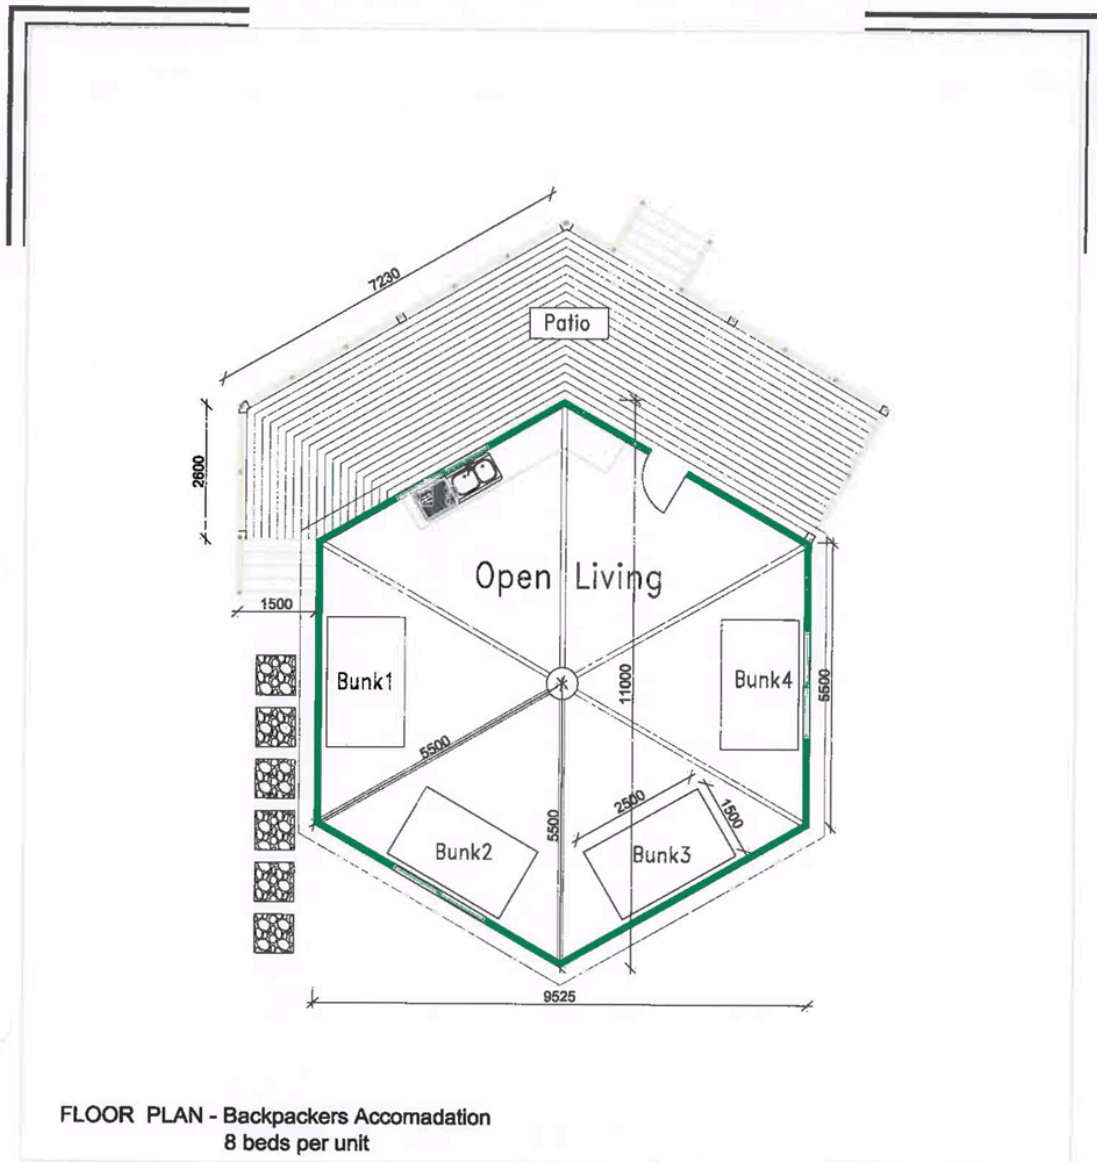 7230
Patio
2600
Open Living
1500
Bunk1
Bunk4
11000
5500
5500
2500
1500
5500
Bunk2
Bunk3
9525
FLOOR PLAN - Backpackers Accomadation
8 beds per unit